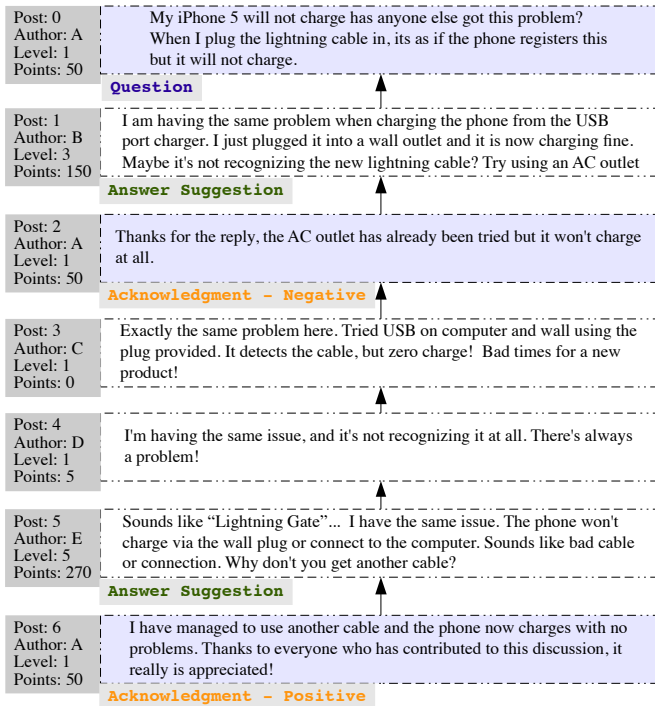 Post: 0
Author: A
Level: 1
Points: 50
My iPhone 5 will not charge has anyone else got this problem?
When I plug the lightning cable in, its as if the phone registers this
but it will not charge.
Question
Post: 1
Author: B
Level: 3
Points: 150
I am having the same problem when charging the phone from the USB
port charger. I just plugged it into a wall outlet and it is now charging fine.
Maybe it's not recognizing the new lightning cable? Try using an AC outlet
Answer Suggestion
Post: 2
Author: A
Level: 1
Points: 50
Thanks for the reply, the AC outlet has already been tried but it won't charge
at all.
Acknowledgment - Negative
Post: 3
Author: C
Level: 1
Points: 0
Exactly the same problem here. Tried USB on computer and wall using the
plug provided. It detects the cable, but zero charge! Bad times for a new
product!
Post: 4
Author: D
Level: 1
Points: 5
I'm having the same issue, and it's not recognizing it at all. There's always
a problem!
Post: 5
Author: E
Level: 5
Points: 270
Sounds like “Lightning Gate”... I have the same issue. The phone won't
charge via the wall plug or connect to the computer. Sounds like bad cable
or connection. Why don't you get another cable?
Answer Suggestion
Post: 6
Author: A
Level: 1
Points: 50
I have managed to use another cable and the phone now charges with no
problems. Thanks to everyone who has contributed to this discussion, it
really is appreciated!
Acknowledgment - Positive